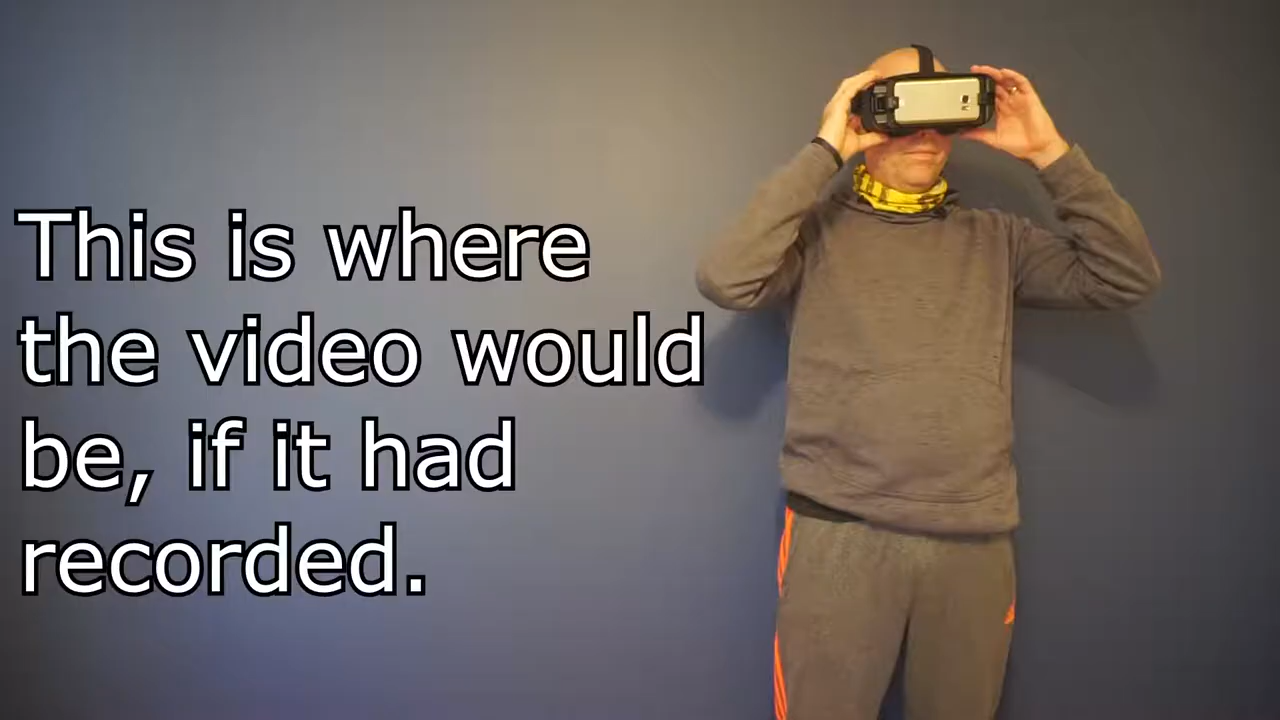 This is where
the video would
be, if it had
recorded.